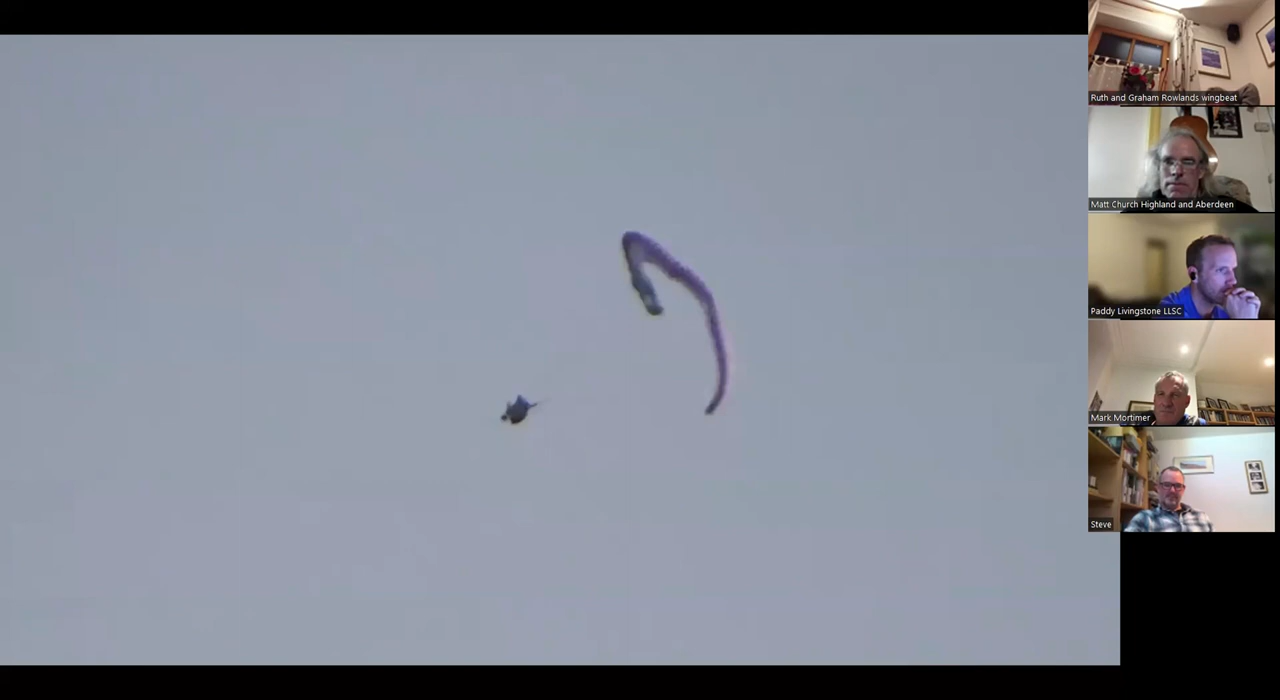 Ruth and Graham Rowlands wingbeat
Matt Church Highland and Aberdeen
Paddy Livingstone LLSC
Mark Mortimer
Steve